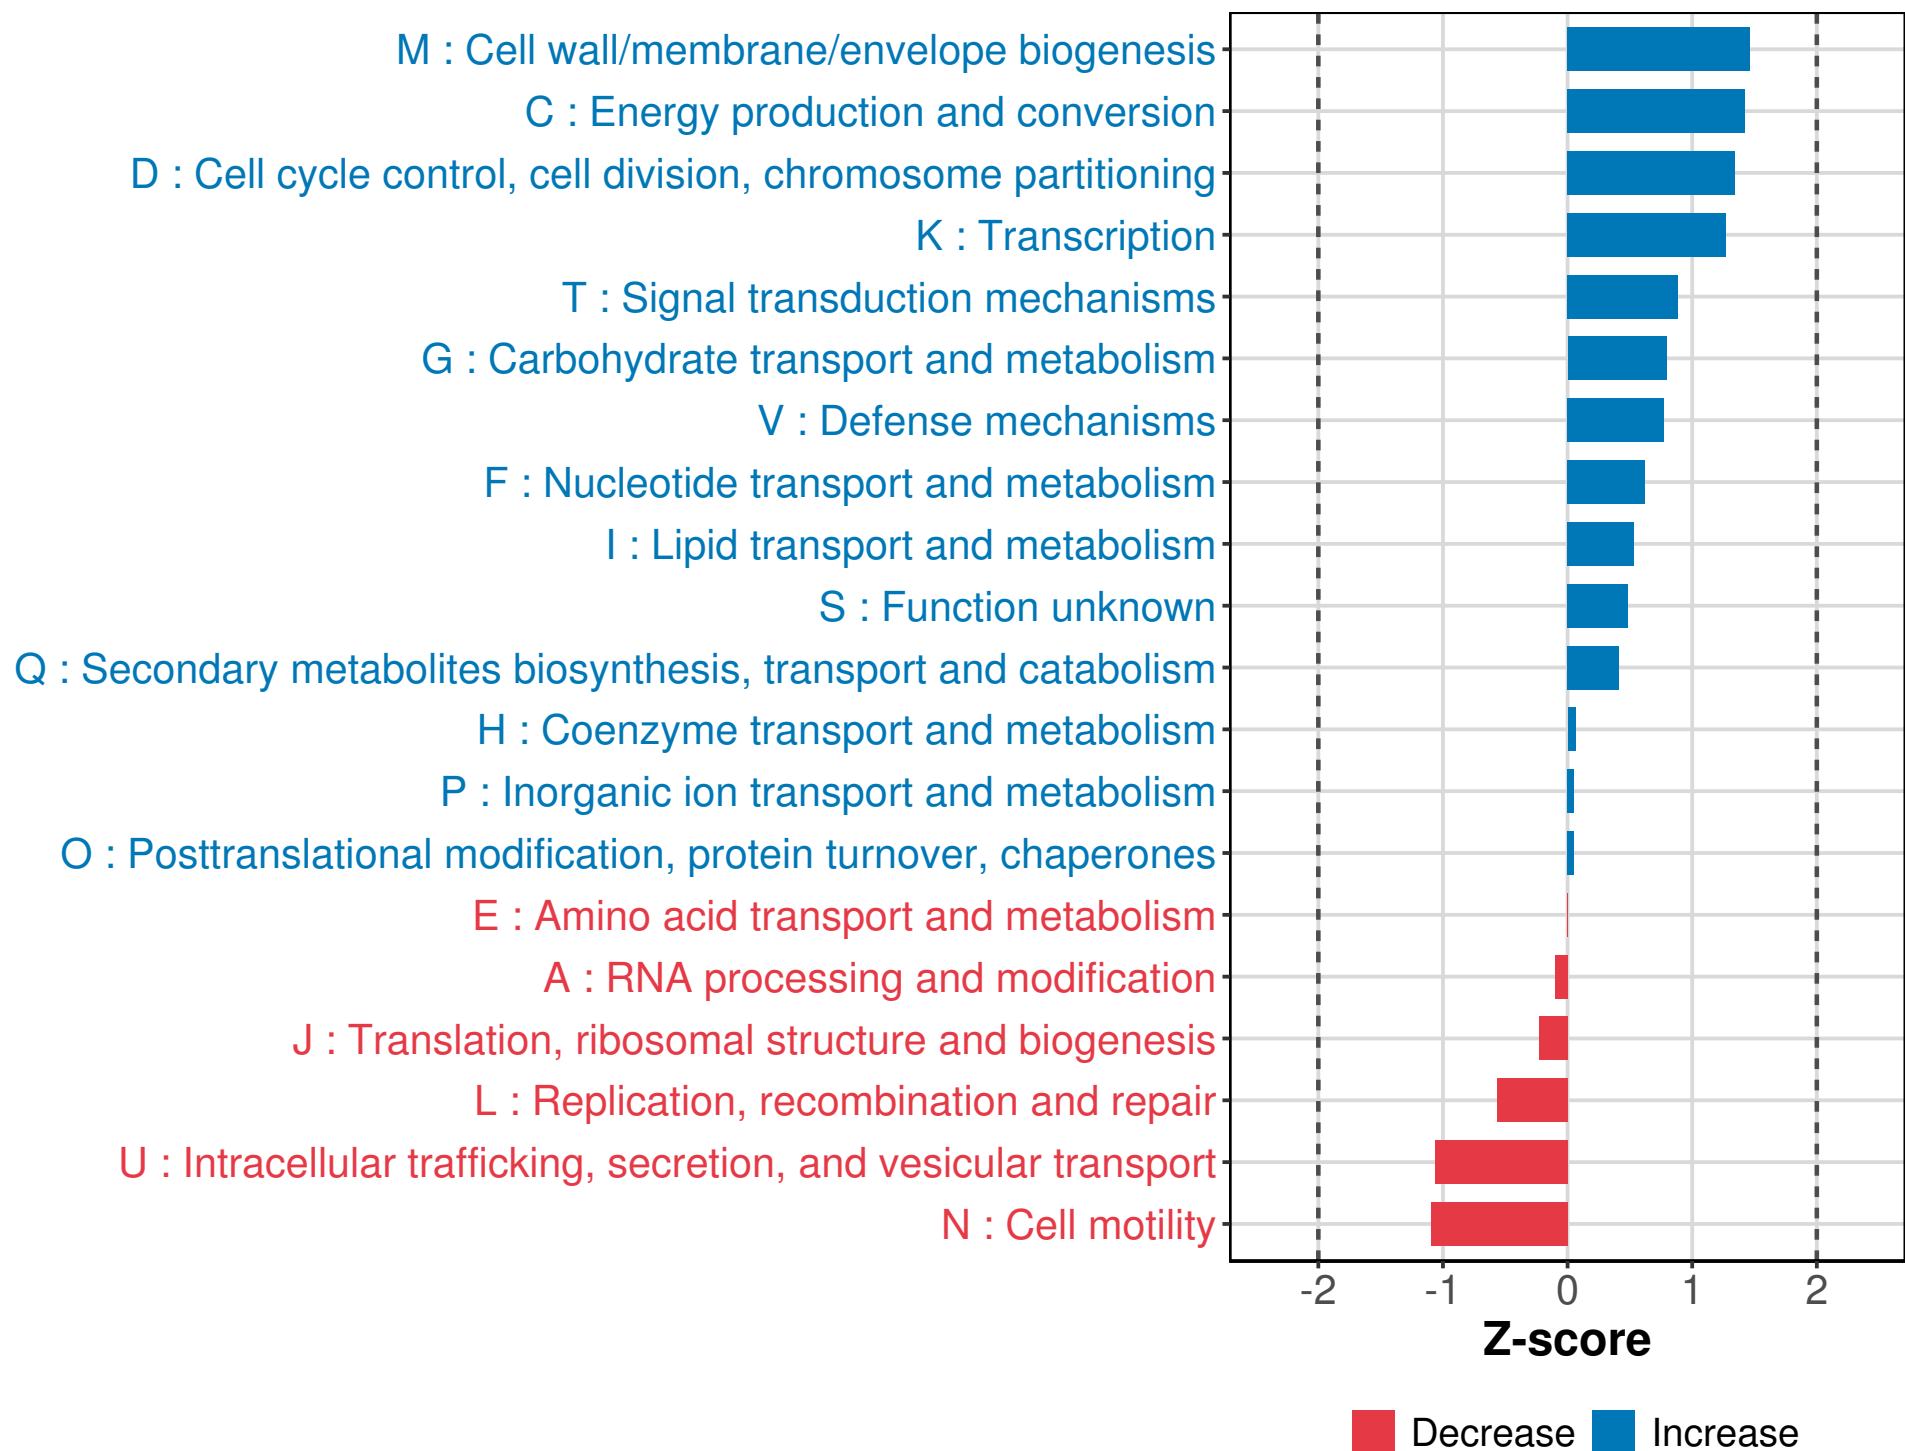 M : Cell wall/membrane/envelope biogenesis
C : Energy production and conversion
D : Cell cycle control, cell division, chromosome partitioning
K : Transcription
T : Signal transduction mechanisms
G : Carbohydrate transport and metabolism
V : Defense mechanisms
F : Nucleotide transport and metabolism
I : Lipid transport and metabolism
S : Function unknown
Q : Secondary metabolites biosynthesis, transport and catabolism
H : Coenzyme transport and metabolism
P : Inorganic ion transport and metabolism
O : Posttranslational modification, protein turnover, chaperones
E : Amino acid transport and metabolism
A : RNA processing and modification
J : Translation, ribosomal structure and biogenesis
L : Replication, recombination and repair
U : Intracellular trafficking, secretion, and vesicular transport
N : Cell motility
-2 -1 0 1 2
Z-score
Decrease Increase